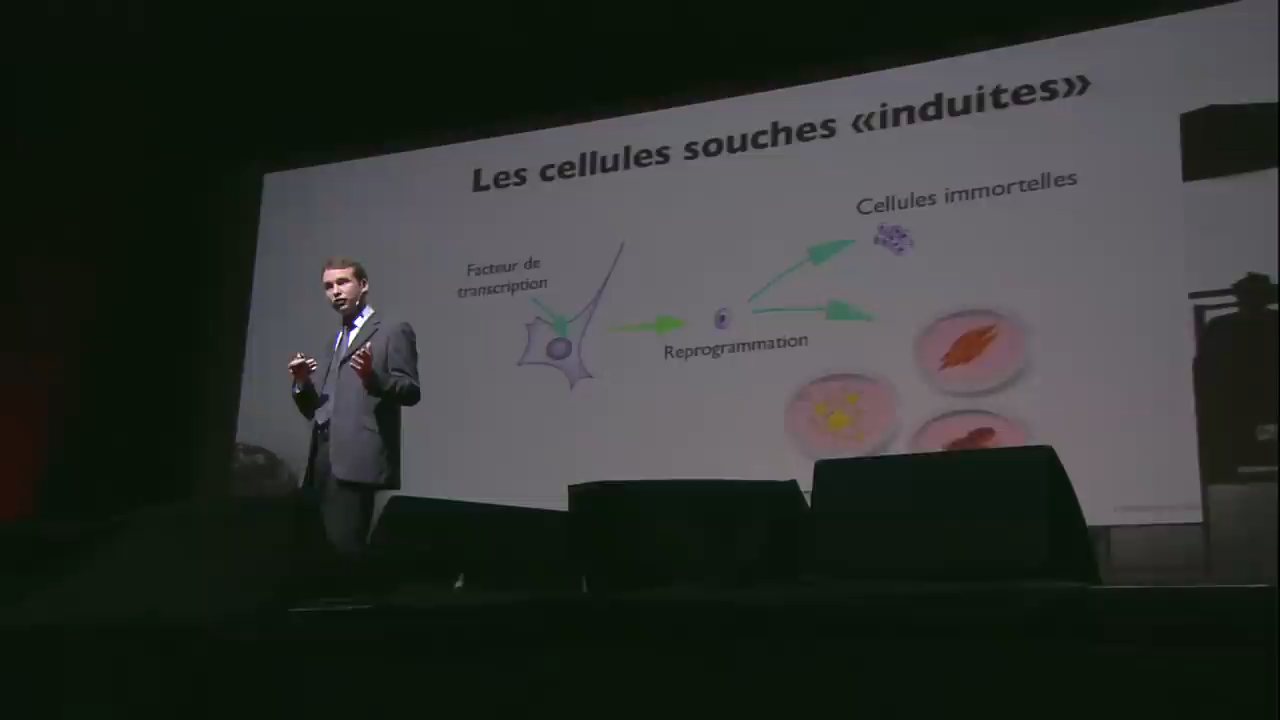 Les cellules souches «induites»
Cellules immortelles
Facteur de
transcription
Reprogrammation